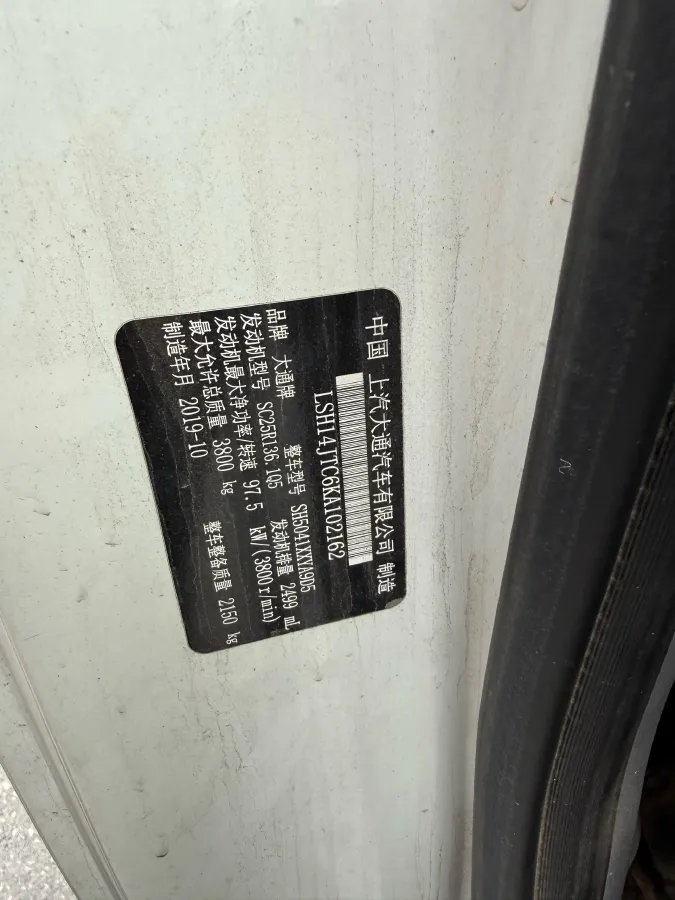 中国 上汽大通汽车有限公司 制造
LSH14JTC6KA102162
品牌 大通牌 整车型号 SH5041XXYA9D5
发动机型号 SC25R136.1Q5 发动机排量 2499 mL
发动机最大净功率/转速 97.5 kW/(3800r/min)
最大允许总质量 3800 kg 整车整备质量 2150 kg
制造年月 2019-10